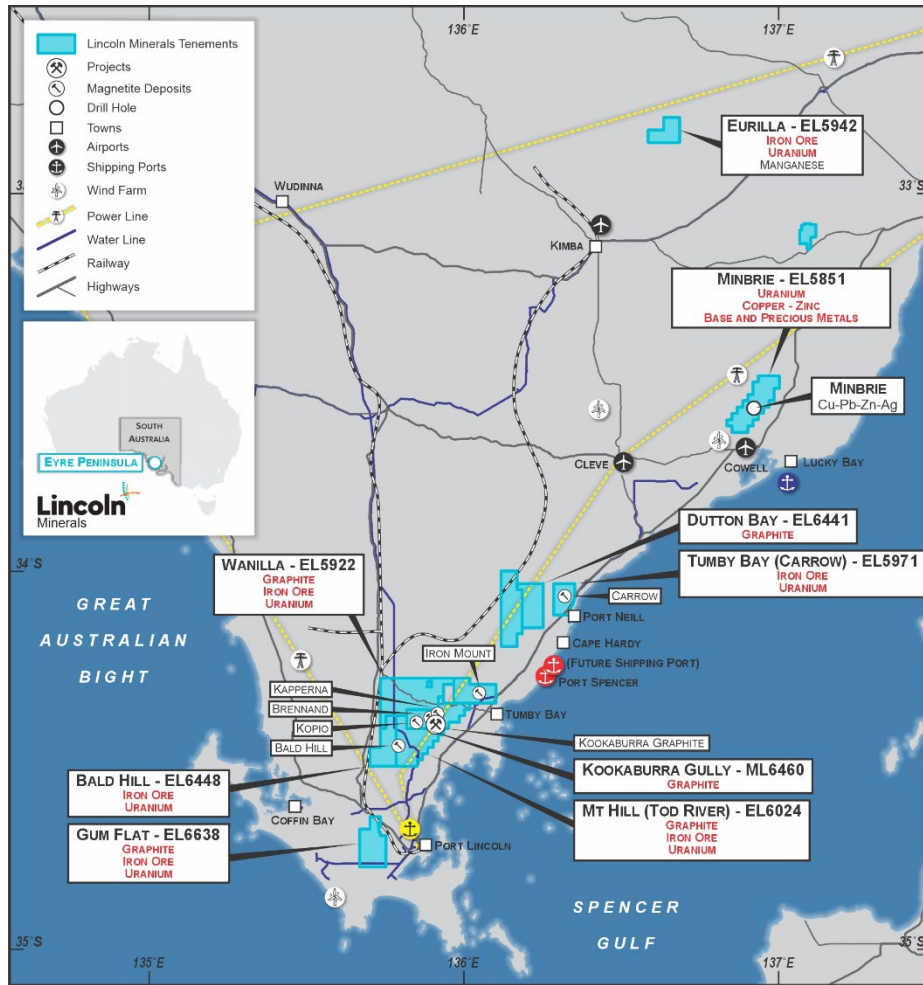 136°E
137°E
Lincoln Minerals Tenements
Projects
Magnetite Deposits
Drill Hole
Towns
Airports
Shipping Ports
Wind Farm
Power Line
Water Line
Railway
Highways
EURILLA - EL5942
IRON ORE
URANIUM
MANGANESE
33°S
WUDINNA
KIMBA
MINBRIE - EL5851
URANIUM
COPPER - ZINC
BASE AND PRECIOUS METALS
SOUTH
AUSTRALIA
EYRE PENINSULA
Lincoln
Minerals
MINBRIE
Cu-Pb-Zn-Ag
CLEVE
COWELL
LUCKY BAY
DUTTON BAY - EL6441
GRAPHITE
34°S
WANILLA - EL5922
GRAPHITE
IRON ORE
URANIUM
TUMBY BAY (CARROW) - EL5971
IRON ORE
URANIUM
CARROW
GREAT
AUSTRALIAN
BIGHT
PORT NEILL
CAPE HARDY
IRON MOUNT
(FUTURE SHIPPING PORT)
PORT SPENCER
KAPPERNA
BRENNAND
KOPIO
BALD HILL
TUMBY BAY
KOOKABURRA GRAPHITE
KOOKABURRA GULLY - ML6460
GRAPHITE
BALD HILL - EL6448
IRON ORE
URANIUM
COFFIN BAY
MT HILL (TOD RIVER) - EL6024
GRAPHITE
IRON ORE
URANIUM
GUM FLAT - EL6638
GRAPHITE
IRON ORE
URANIUM
PORT LINCOLN
SPENCER
GULF
35°S
35°S
135°E
136°E
137°E